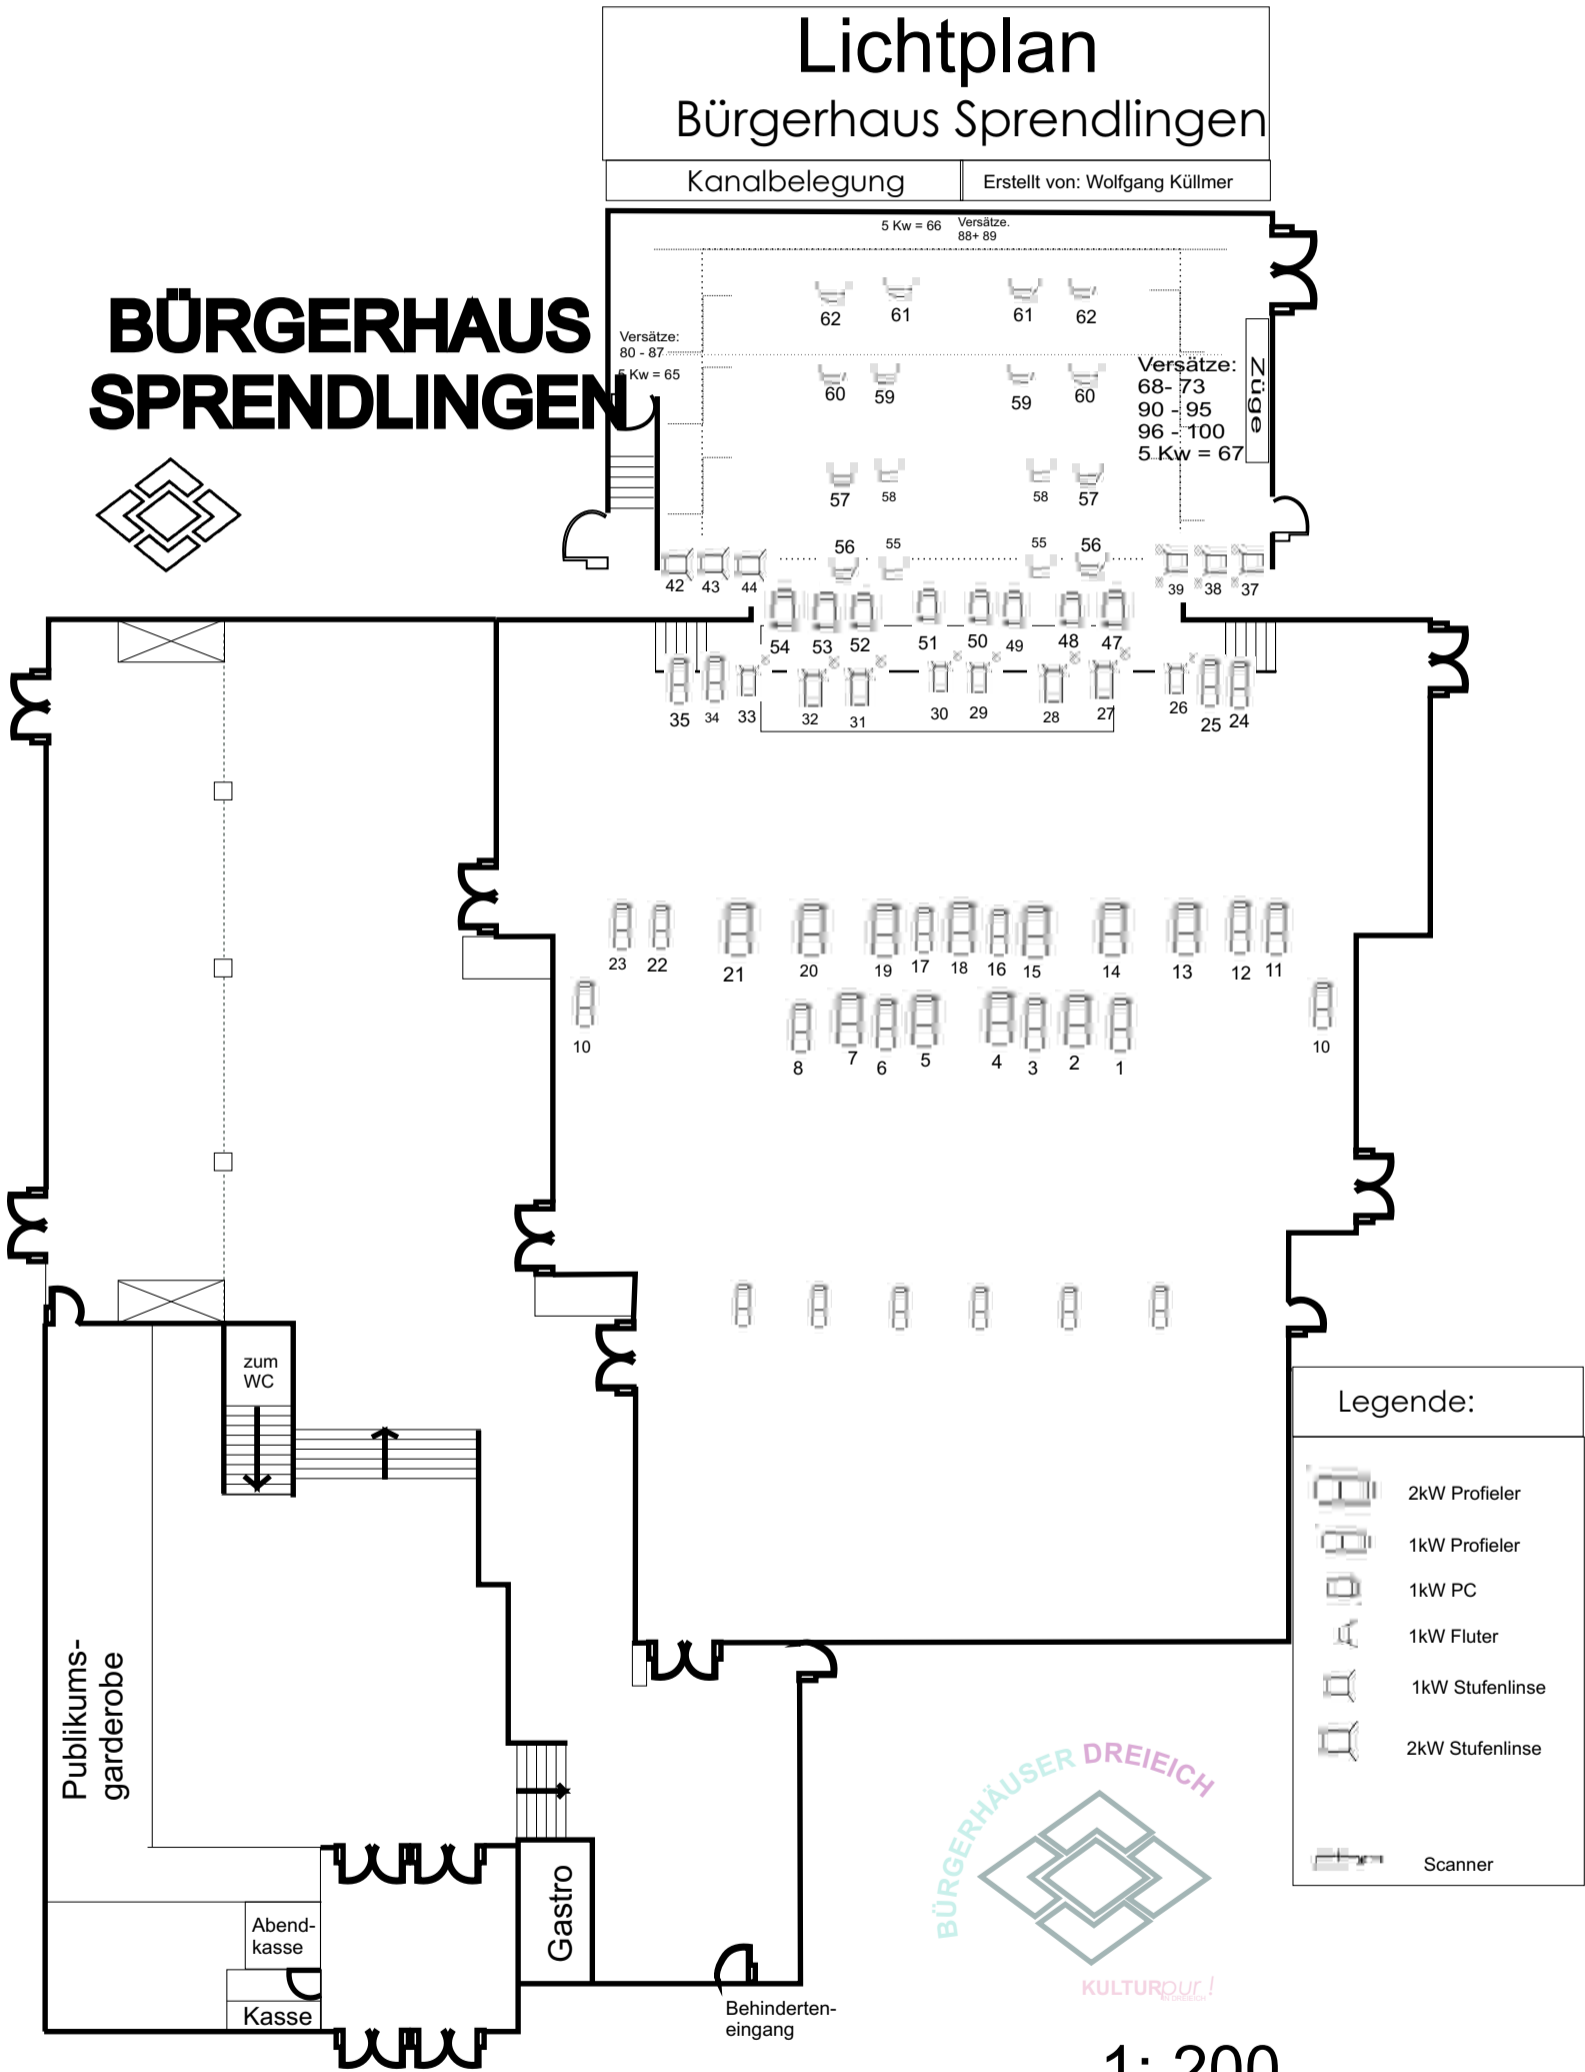 Lichtplan
Bürgerhaus Sprendlingen
Kanalbelegung
Erstellt von: Wolfgang Küllmer
5 Kw = 66
Versätze.
88+ 89
BÜRGERHAUS
SPRENDLINGEN
Versätze:
80 - 87
5 Kw = 65
62 61 61 62
60 59 59 60
Versätze:
68- 73
90 - 95
96 - 100
5 Kw = 67
Züge
57 58 58 57
56 55 55 56
42 43 44
39 38 37
54 53 52 51 50 49 48 47
35 34 33 32 31 30 29 28 27 26 25 24
23 22 21 20 19 17 18 16 15 14 13 12 11
10 10
8 7 6 5 4 3 2 1
zum
WC
Legende:
2kW Profieler
1kW Profieler
1kW PC
1kW Fluter
1kW Stufenlinse
2kW Stufenlinse
Scanner
Publikums-
garderobe
Gastro
Abend-
kasse
Kasse
Behinderten-
eingang
BÜRGERHÄUSER DREIEICH
KULTURpur !
IN DREIEICH
1: 200